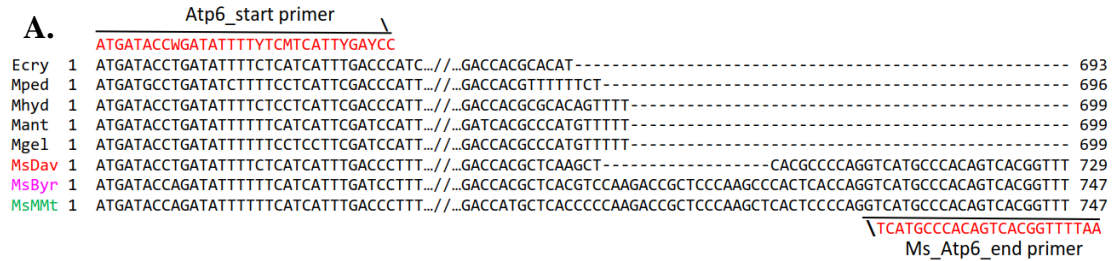 A.
Atp6_start primer
\
ATGATACCWGATATTTTYTCMTCATTYGAYCC
Ecry 1 ATGATACCTGATATTTTCTCATCATTTGACCCATC…//…GACCACGCACAT----------------------------------------------------- 693
Mped 1 ATGATGCCTGATATCTTTTCCTCATTCGACCCATT…//…GACCACGTTTTTTCT-------------------------------------------------- 696
Mhyd 1 ATGATACCTGATATTTTCTCCTCATTCGACCCATT…//…GACCACGCGCACAGTTTT----------------------------------------------- 699
Mant 1 ATGATACCTGATATTTTTTCATCATTCGATCCATT…//…GATCACGCCCATGTTTTT----------------------------------------------- 699
Mgel 1 ATGATACCTGATATTTTTTCCTCCTTCGACCCATT…//…GACCACGCCCATGTTTTT----------------------------------------------- 699
MsDav 1 ATGATACCTGATATTTTCTCATCATTTGACCCTTT…//…GACCACGCTCAAGCT------------------CACGCCCCAGGTCATGCCCACAGTCACGGTTT 729
MsByr 1 ATGATACCAGATATTTTTTCATCATTTGATCCTTT…//…GACCACGCTCACGTCCAAGACCGCTCCCAAGCCCACTCACCAGGTCATGCCCACAGTCACGGTTT 747
MsMMt 1 ATGATACCAGATATTTTTTCATCATTTGACCCTTT…//…GACCATGCTCACCCCCAAGACCGCTCCCAAGCTCACTCCCCAGGTCATGCCCACAGTCACGGTTT 747
\TCATGCCCACAGTCACGGTTTTAA
Ms_Atp6_end primer